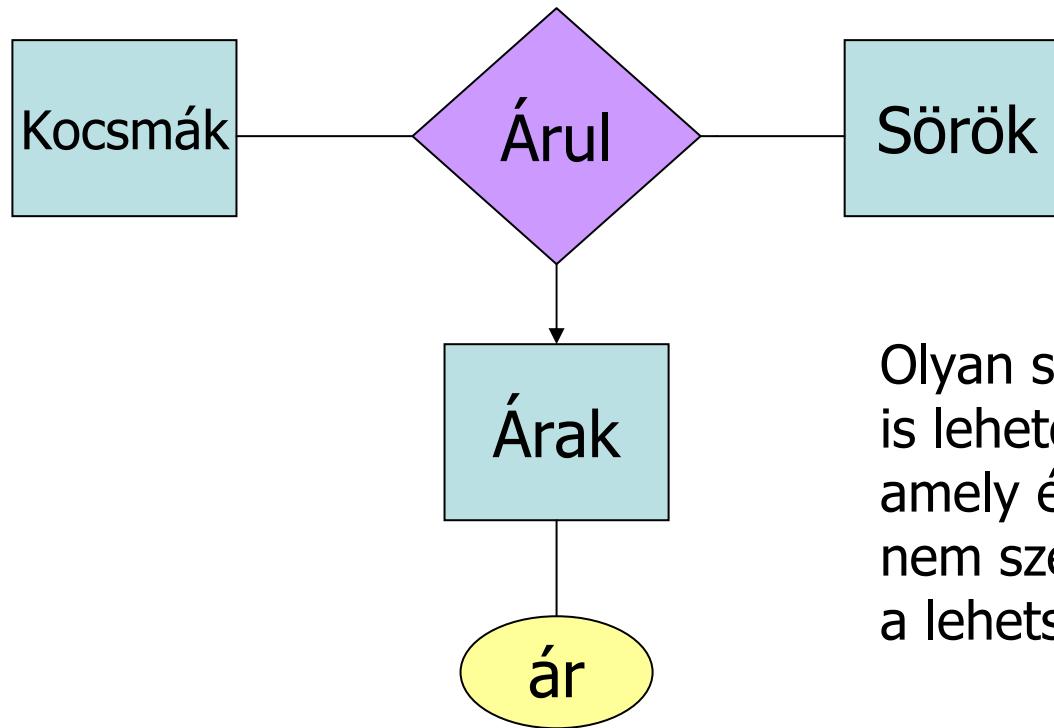 Kocsmák
Árul
Sörök
Árak
ár
Olyan s
is lehet
amely é
nem sz
a lehets